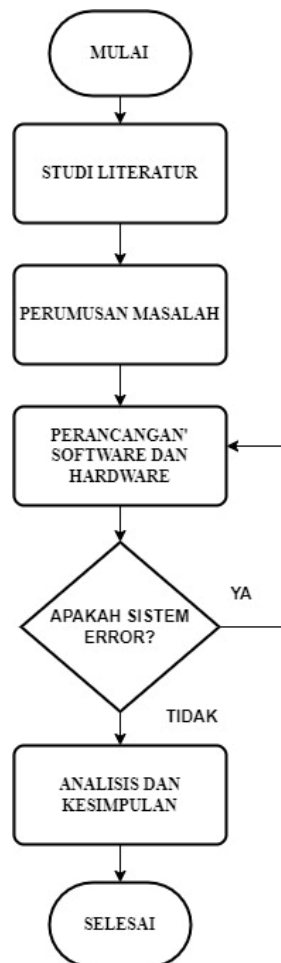 MULAI
STUDI LITERATUR
PERUMUSAN MASALAH
PERANCANGAN'
SOFTWARE DAN
HARDWARE
APAKAH SISTEM
ERROR?
YA
TIDAK
ANALISIS DAN
KESIMPULAN
SELESAI